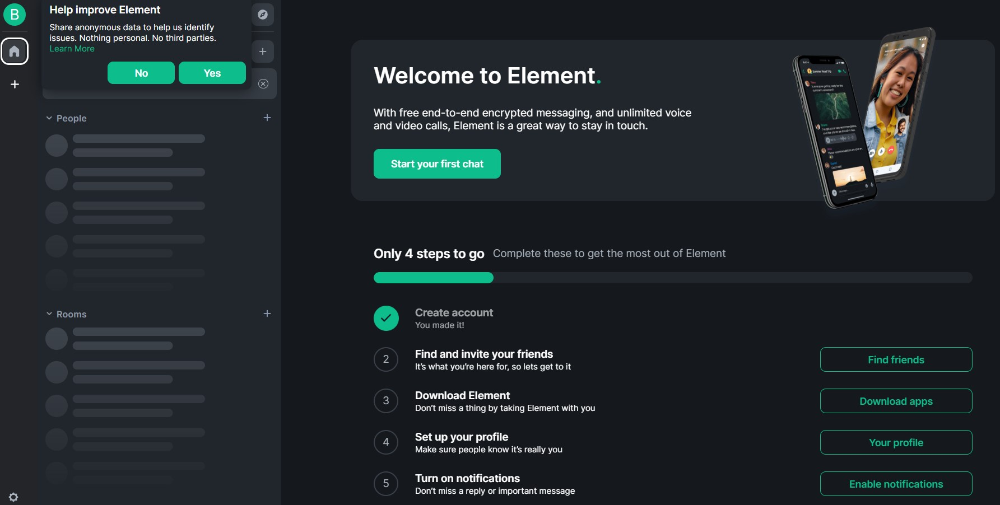 B
Help improve Element
Share anonymous data to help us identify
issues. Nothing personal. No third parties.
Learn More
No
Yes
People
Rooms
Welcome to Element.
With free end-to-end encrypted messaging, and unlimited voice
and video calls, Element is a great way to stay in touch.
Start your first chat
Summer Road Trip
Only 4 steps to go
Complete these to get the most out of Element
Create account
You made it!
2
Find and invite your friends
It's what you're here for, so lets get to it
Find friends
3
Download Element
Don't miss a thing by taking Element with you
Download apps
4
Set up your profile
Make sure people know it's really you
Your profile
5
Turn on notifications
Don't miss a reply or important message
Enable notifications